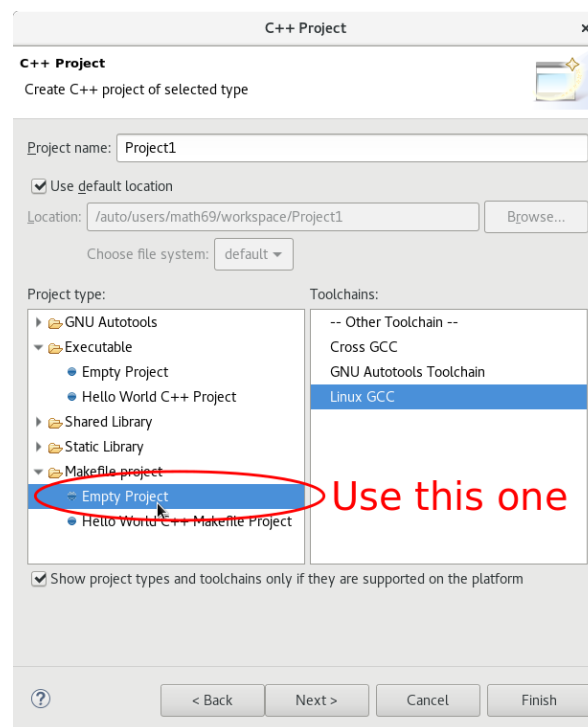 C++ Project
C++ Project
Create C++ project of selected type
Project name: Project1
Use default location
Location: /auto/users/math69/workspace/Project1 Browse...
Choose file system: default
Project type: Toolchains:
GNU Autotools -- Other Toolchain --
Executable Cross GCC
Empty Project GNU Autotools Toolchain
Hello World C++ Project Linux GCC
Shared Library
Static Library
Makefile project
Empty Project Use this one
Hello World C++ Makefile Project
Show project types and toolchains only if they are supported on the platform
? < Back Next > Cancel Finish